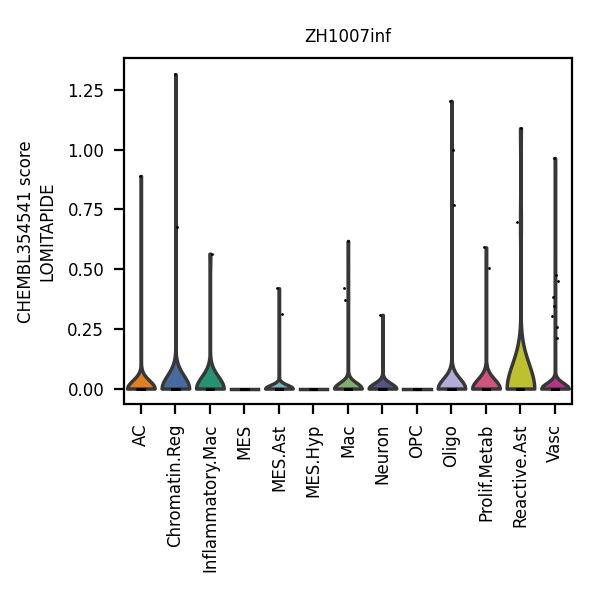 ZH1007inf
CHEMBL354541 score
LOMITAPIDE
1.25
1.00
0.75
0.50
0.25
0.00
AC
Chromatin.Reg
Inflammatory.Mac
MES
MES.Ast
MES.Hyp
Mac
Neuron
OPC
Oligo
Prolif.Metab
Reactive.Ast
Vasc